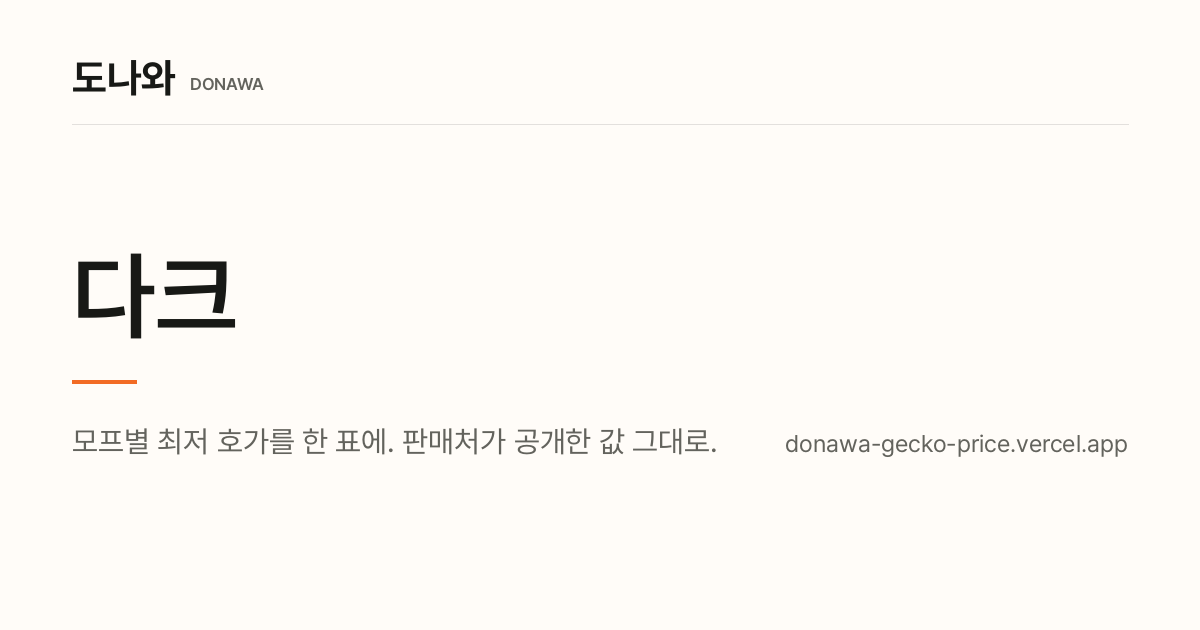 도나와 DONAWA
다크
모프별 최저 호가를 한 표에. 판매처가 공개한 값 그대로. donawa-gecko-price.vercel.app